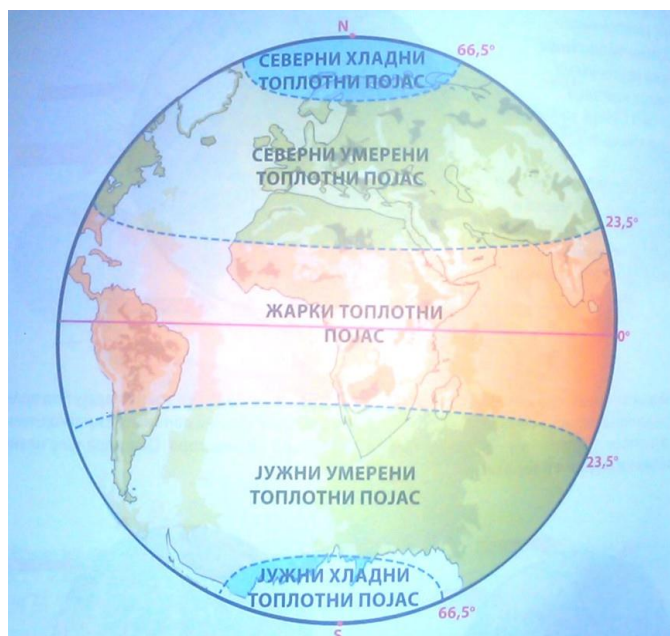 N
66,5°
СЕВЕРНИ ХЛАДНИ
ТОПЛОТНИ ПОЈАС
СЕВЕРНИ УМЕРЕНИ
ТОПЛОТНИ ПОЈАС
23,5°
ЖАРКИ ТОПЛОТНИ
ПОЈАС
0°
23,5°
ЈУЖНИ УМЕРЕНИ
ТОПЛОТНИ ПОЈАС
ЈУЖНИ ХЛАДНИ
ТОПЛОТНИ ПОЈАС
66,5°
S